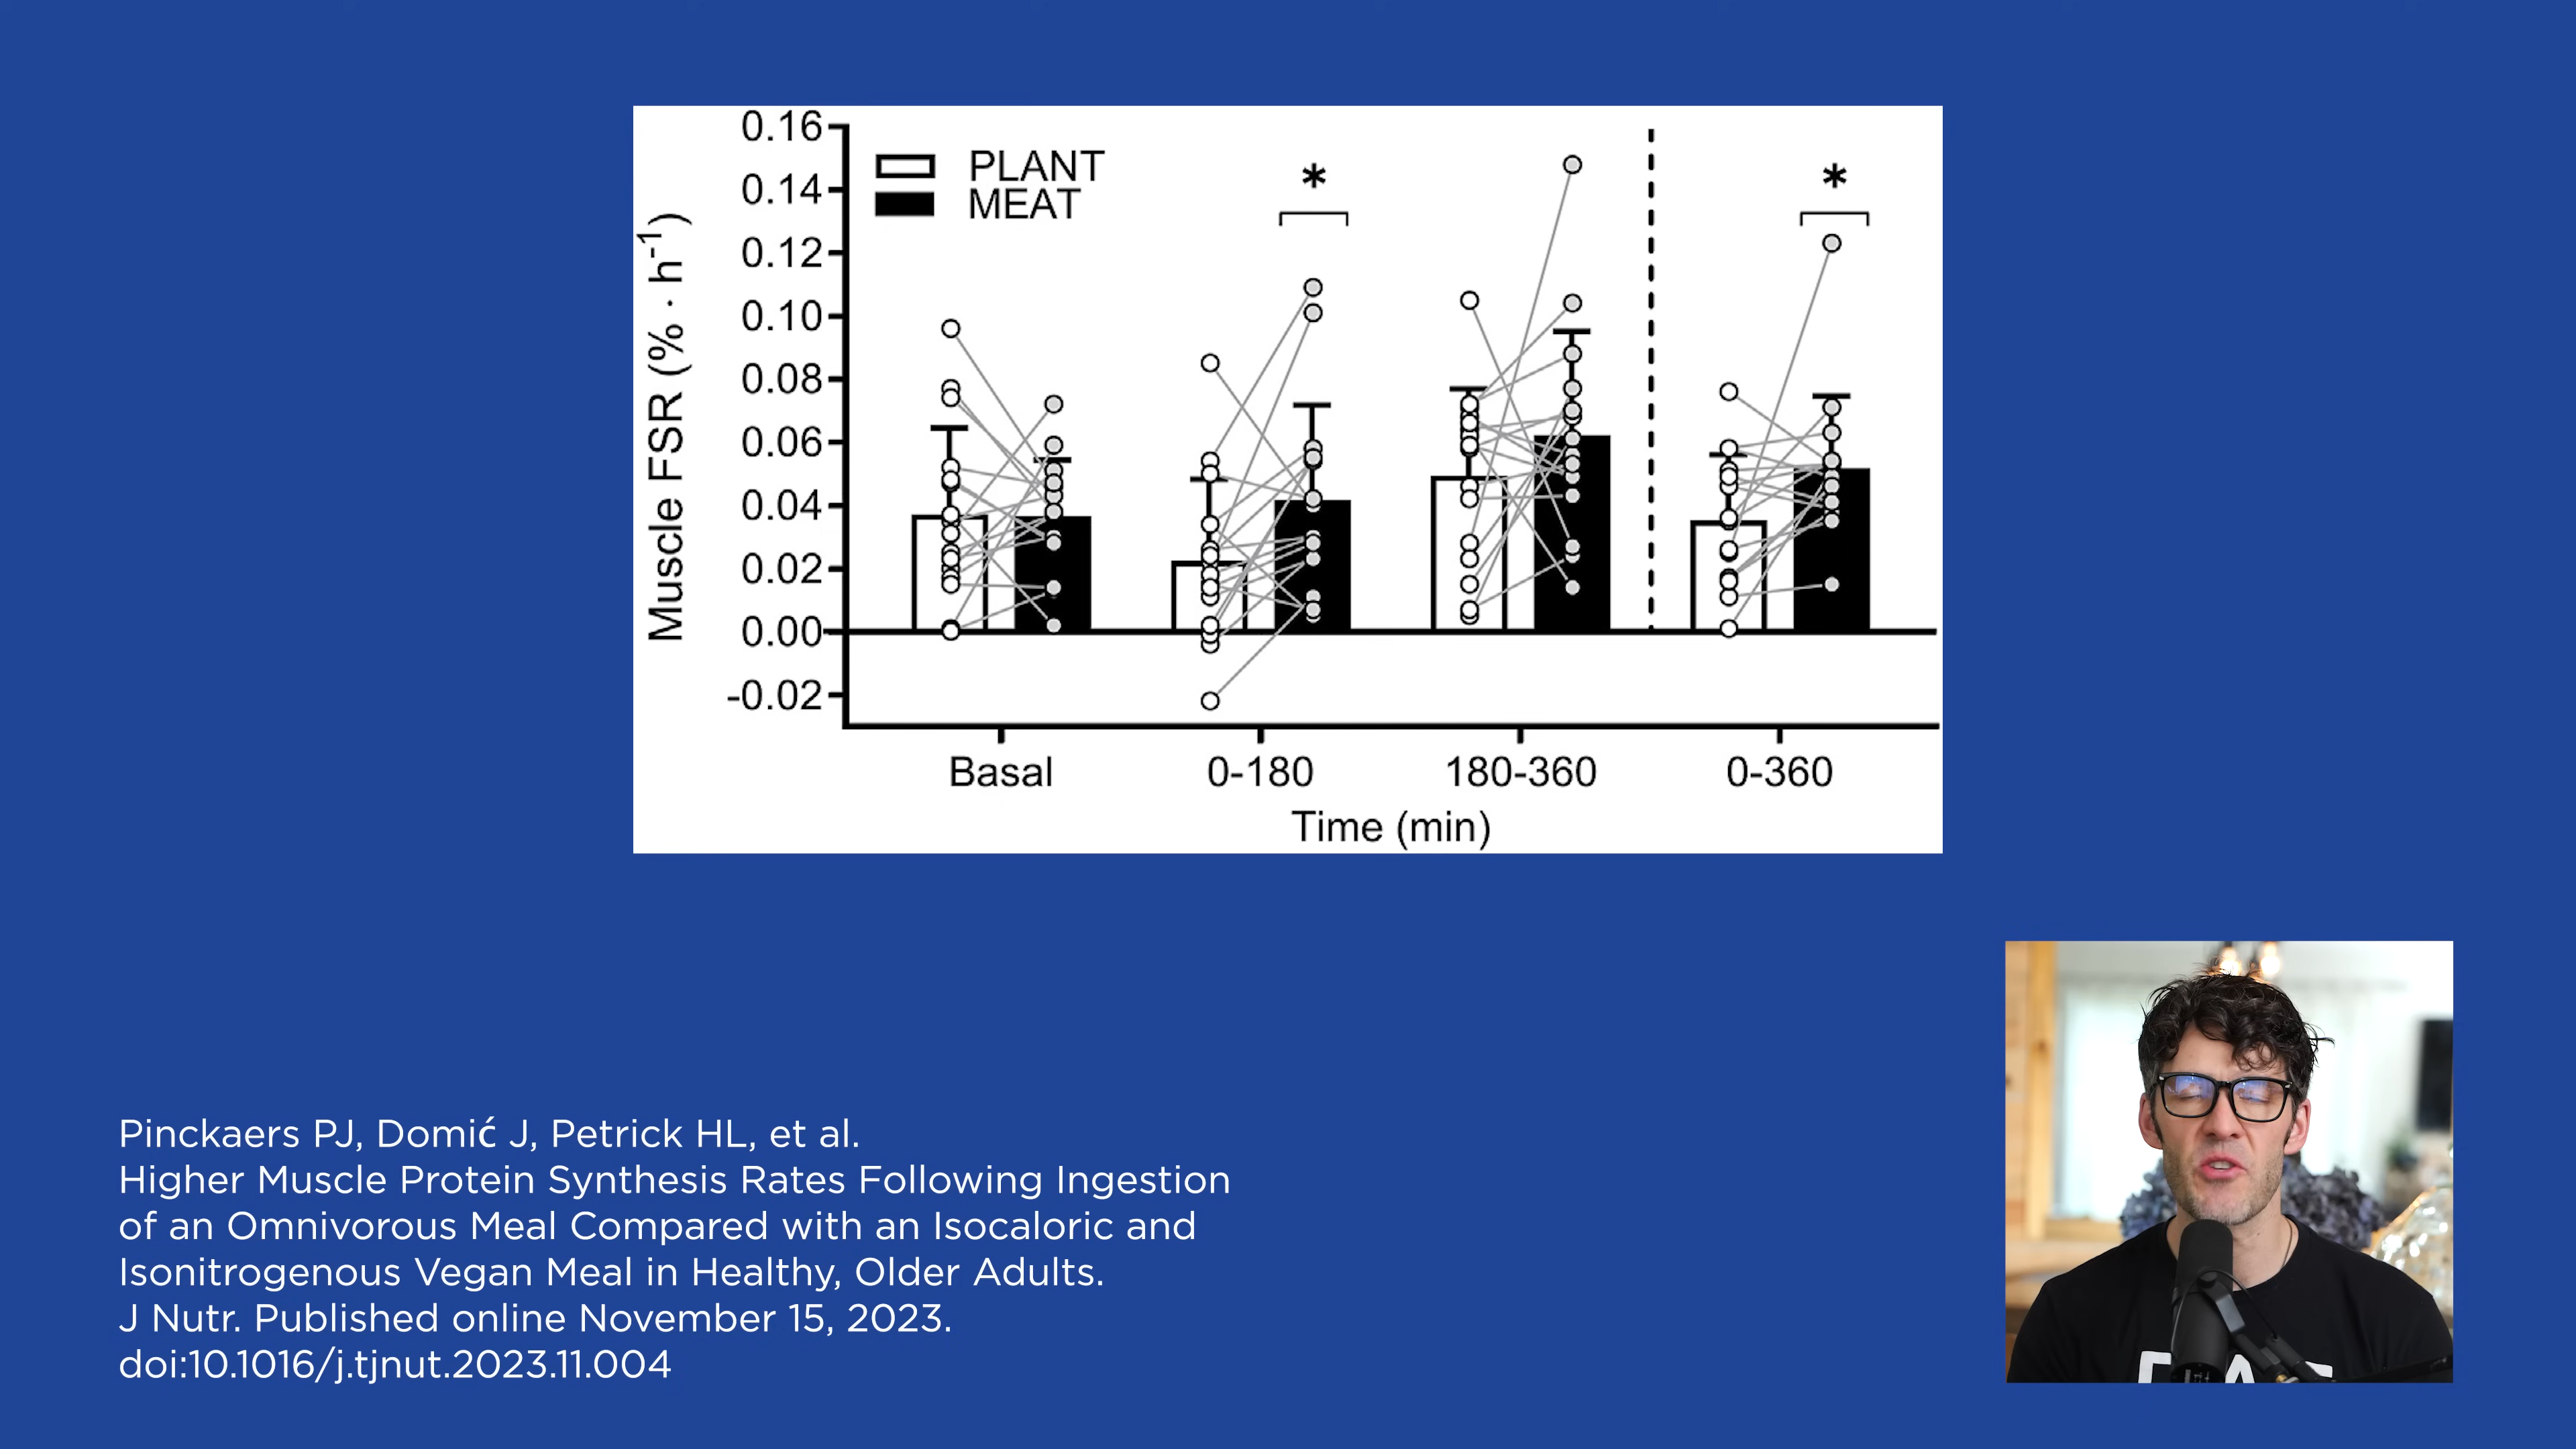 0.16
0.14
0.12
0.10
0.08
0.06
0.04
0.02
0.00
-0.02
Muscle FSR (% · h⁻¹)
PLANT
MEAT
*
*
Basal
0-180
180-360
0-360
Time (min)
Pinckaers PJ, Domić J, Petrick HL, et al.
Higher Muscle Protein Synthesis Rates Following Ingestion
of an Omnivorous Meal Compared with an Isocaloric and
Isonitrogenous Vegan Meal in Healthy, Older Adults.
J Nutr. Published online November 15, 2023.
doi:10.1016/j.tjnut.2023.11.004